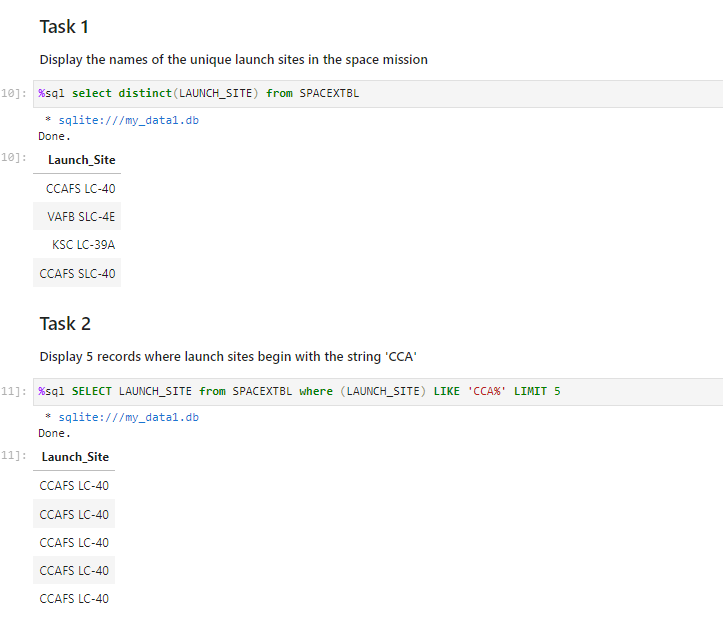 Task 1
Display the names of the unique launch sites in the space mission
10]: %sql select distinct(LAUNCH_SITE) from SPACEXTBL
* sqlite:///my_data1.db
Done.
10]: Launch_Site
CCAFS LC-40
VAFB SLC-4E
KSC LC-39A
CCAFS SLC-40
Task 2
Display 5 records where launch sites begin with the string 'CCA'
11]: %sql SELECT LAUNCH_SITE from SPACEXTBL where (LAUNCH_SITE) LIKE 'CCA%' LIMIT 5
* sqlite:///my_data1.db
Done.
11]: Launch_Site
CCAFS LC-40
CCAFS LC-40
CCAFS LC-40
CCAFS LC-40
CCAFS LC-40